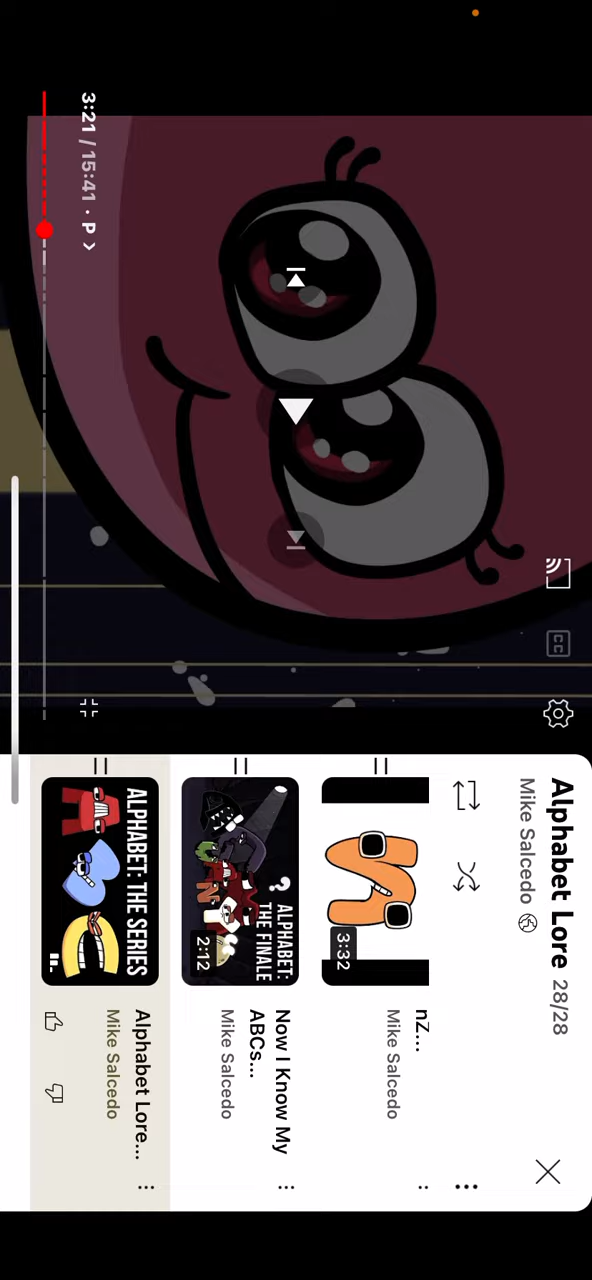 3:21 / 15:41 · P >
CC
Alphabet Lore 28/28
Mike Salcedo
3:32
nZ...
Mike Salcedo
ALPHABET:
THE FINALE
2:12
Now I Know My
ABCs....
Mike Salcedo
ALPHABET: THE SERIES
Alphabet Lore...
Mike Salcedo